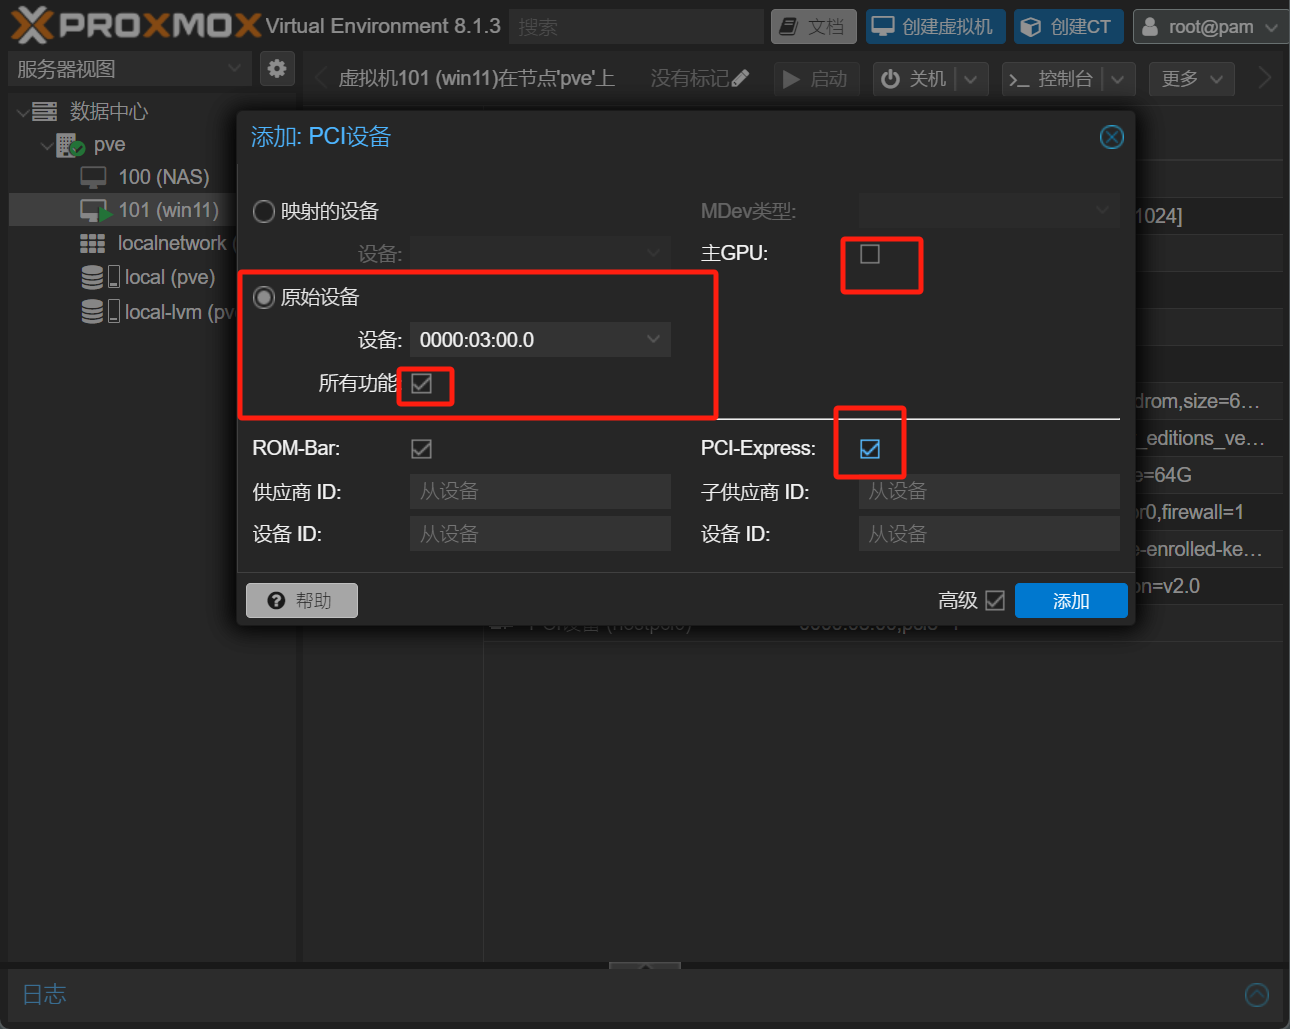 PROXMOX Virtual Environment 8.1.3 搜索 文档 创建虚拟机 创建CT root@pam
服务器视图 虚拟机101 (win11)在节点'pve'上 没有标记 启动 关机 控制台 更多
数据中心
pve
100 (NAS)
101 (win11)
localnetwork (
local (pve)
local-lvm (pv
添加: PCI设备
映射的设备 MDev类型:
设备: 主GPU:
原始设备
设备: 0000:03:00.0
所有功能
ROM-Bar: PCI-Express:
供应商 ID: 从设备 子供应商 ID: 从设备
设备 ID: 从设备 设备 ID: 从设备
帮助 高级 添加
1024]
drom,size=6…
_editions_ve…
e=64G
or0,firewall=1
e-enrolled-ke…
on=v2.0
日志